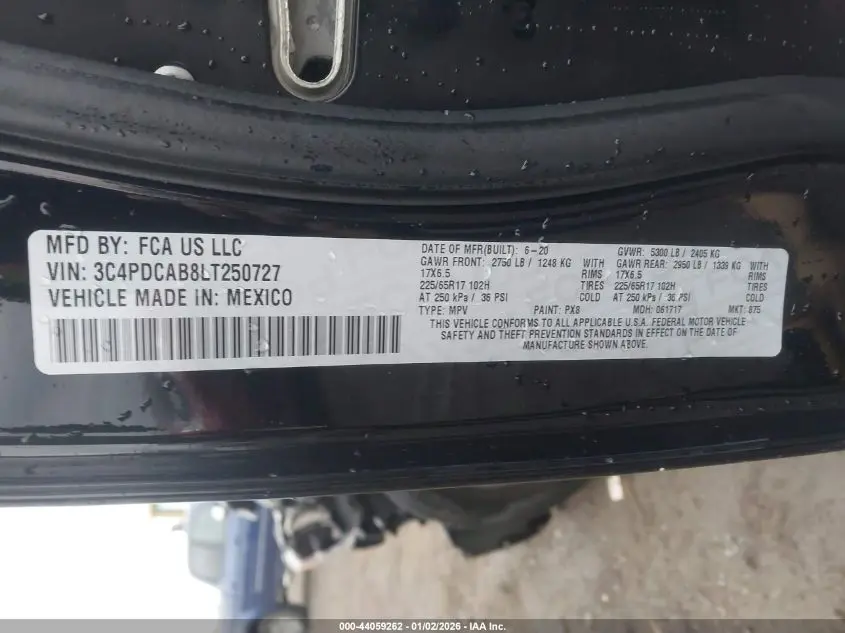 MFD BY: FCA US LLC
VIN: 3C4PDCAB8LT250727
VEHICLE MADE IN: MEXICO
DATE OF MFR(BUILT): 6-20 GVWR: 5300 LB / 2405 KG
GAWR FRONT: 2750 LB / 1248 KG WITH GAWR REAR: 2950 LB / 1339 KG WITH
17X6.5 RIMS 17X6.5 RIMS
225/65R17 102H TIRES 225/65R17 102H TIRES
AT 250 kPa / 36 PSI COLD AT 250 kPa / 36 PSI COLD
TYPE: MPV PAINT: PX8 MDH: 061717 MKT: 875
THIS VEHICLE CONFORMS TO ALL APPLICABLE U.S.A. FEDERAL MOTOR VEHICLE
SAFETY AND THEFT PREVENTION STANDARDS IN EFFECT ON THE DATE OF
MANUFACTURE SHOWN ABOVE.
000-44059262 - 01/02/2026 - IAA Inc.